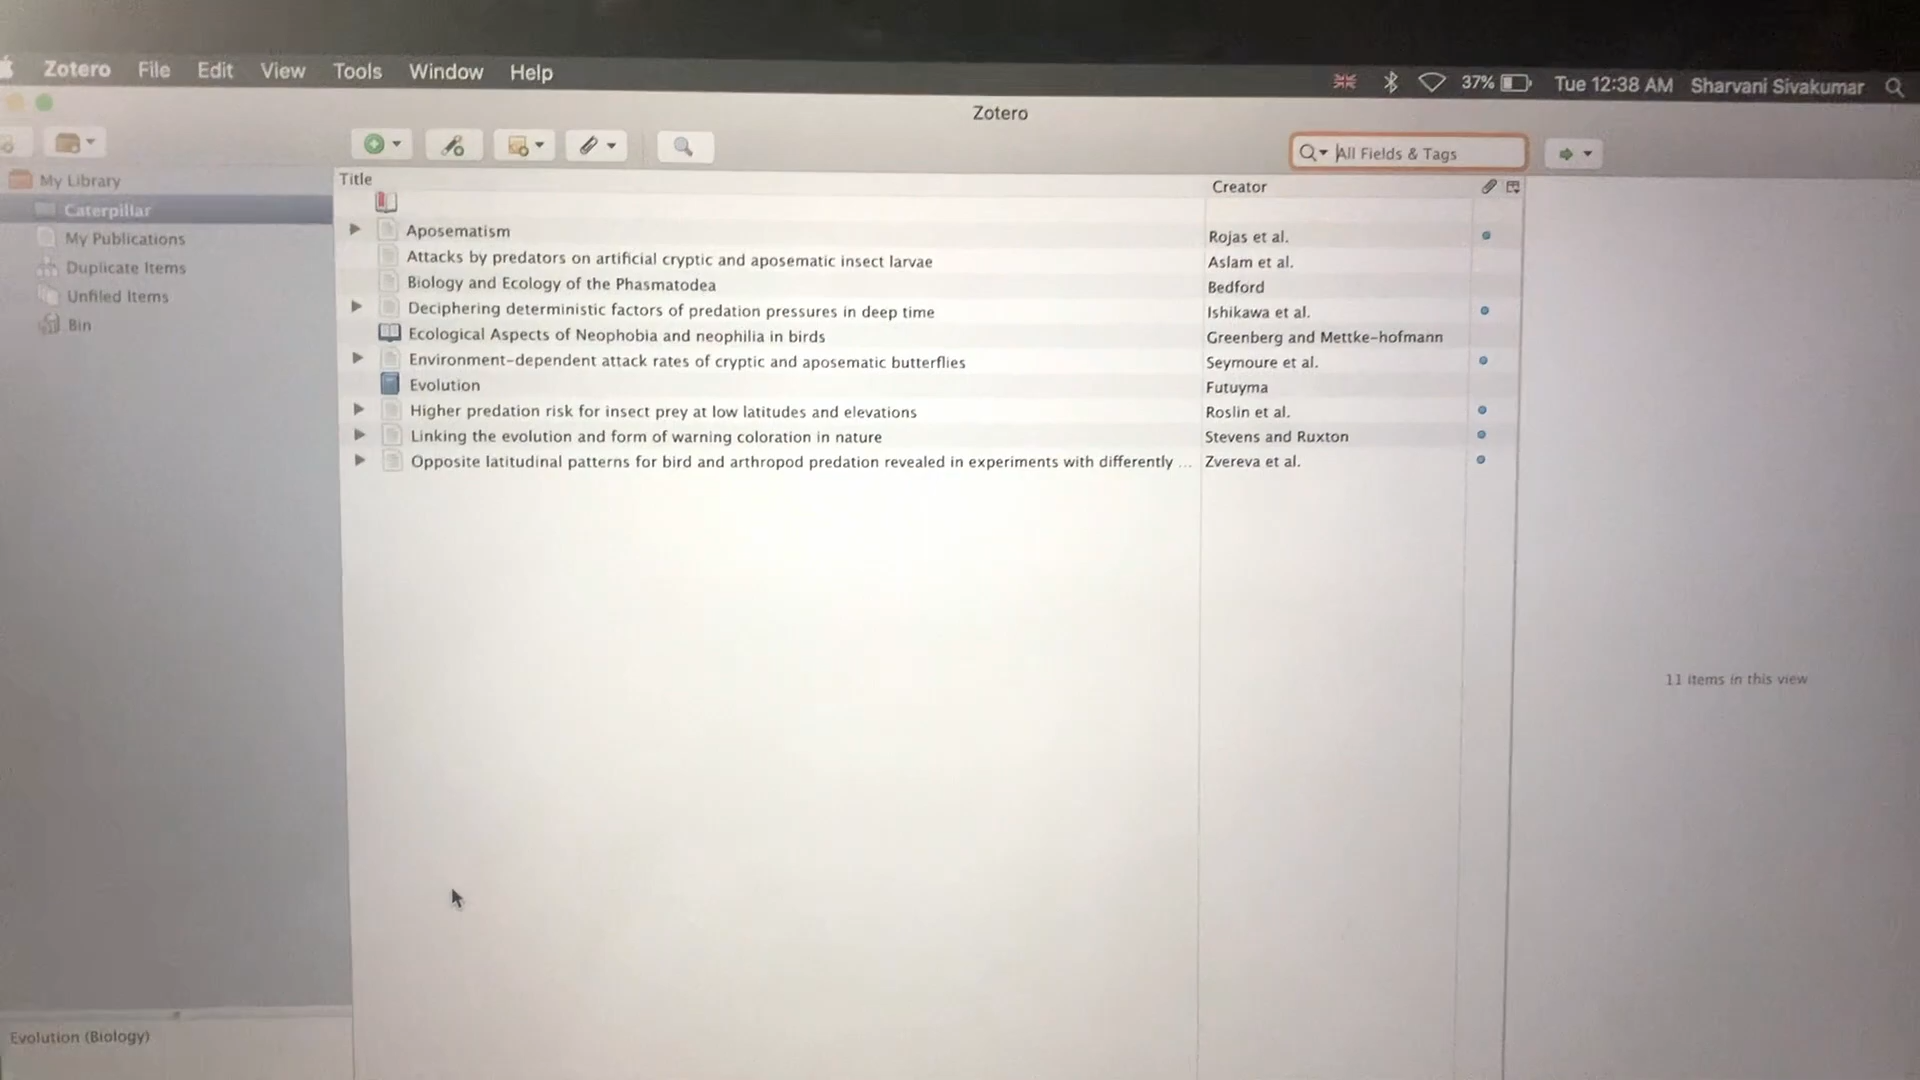 Zotero File Edit View Tools Window Help 37% Tue 12:38 AM Sharvani Sivakumar
Zotero
All Fields & Tags
My Library
Caterpillar
My Publications
Duplicate Items
Unfiled Items
Bin
Title Creator
Aposematism Rojas et al.
Attacks by predators on artificial cryptic and aposematic insect larvae Aslam et al.
Biology and Ecology of the Phasmatodea Bedford
Deciphering deterministic factors of predation pressures in deep time Ishikawa et al.
Ecological Aspects of Neophobia and neophilia in birds Greenberg and Mettke-hofmann
Environment-dependent attack rates of cryptic and aposematic butterflies Seymoure et al.
Evolution Futuyma
Higher predation risk for insect prey at low latitudes and elevations Roslin et al.
Linking the evolution and form of warning coloration in nature Stevens and Ruxton
Opposite latitudinal patterns for bird and arthropod predation revealed in experiments with differently ... Zvereva et al.
11 items in this view
Evolution (Biology)